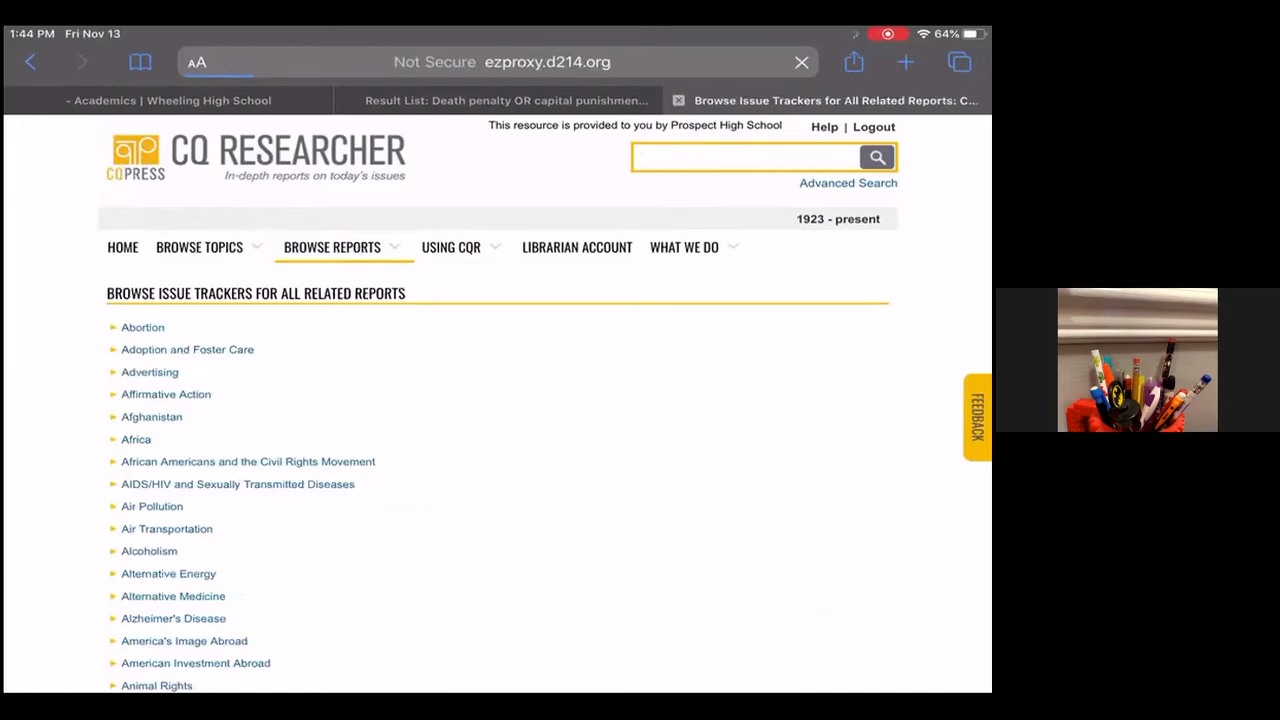 1:44 PM Fri Nov 13 64%
AA Not Secure ezproxy.d214.org
- Academics | Wheeling High School Result List: Death penalty OR capital punishmen... Browse Issue Trackers for All Related Reports: C...
This resource is provided to you by Prospect High School Help | Logout
CQPRESS CQ RESEARCHER
In-depth reports on today's issues
Advanced Search
1923 - present
HOME BROWSE TOPICS BROWSE REPORTS USING CQR LIBRARIAN ACCOUNT WHAT WE DO
BROWSE ISSUE TRACKERS FOR ALL RELATED REPORTS
Abortion
Adoption and Foster Care
Advertising
Affirmative Action
Afghanistan
Africa
African Americans and the Civil Rights Movement
AIDS/HIV and Sexually Transmitted Diseases
Air Pollution
Air Transportation
Alcoholism
Alternative Energy
Alternative Medicine
Alzheimer's Disease
America's Image Abroad
American Investment Abroad
Animal Rights
FEEDBACK